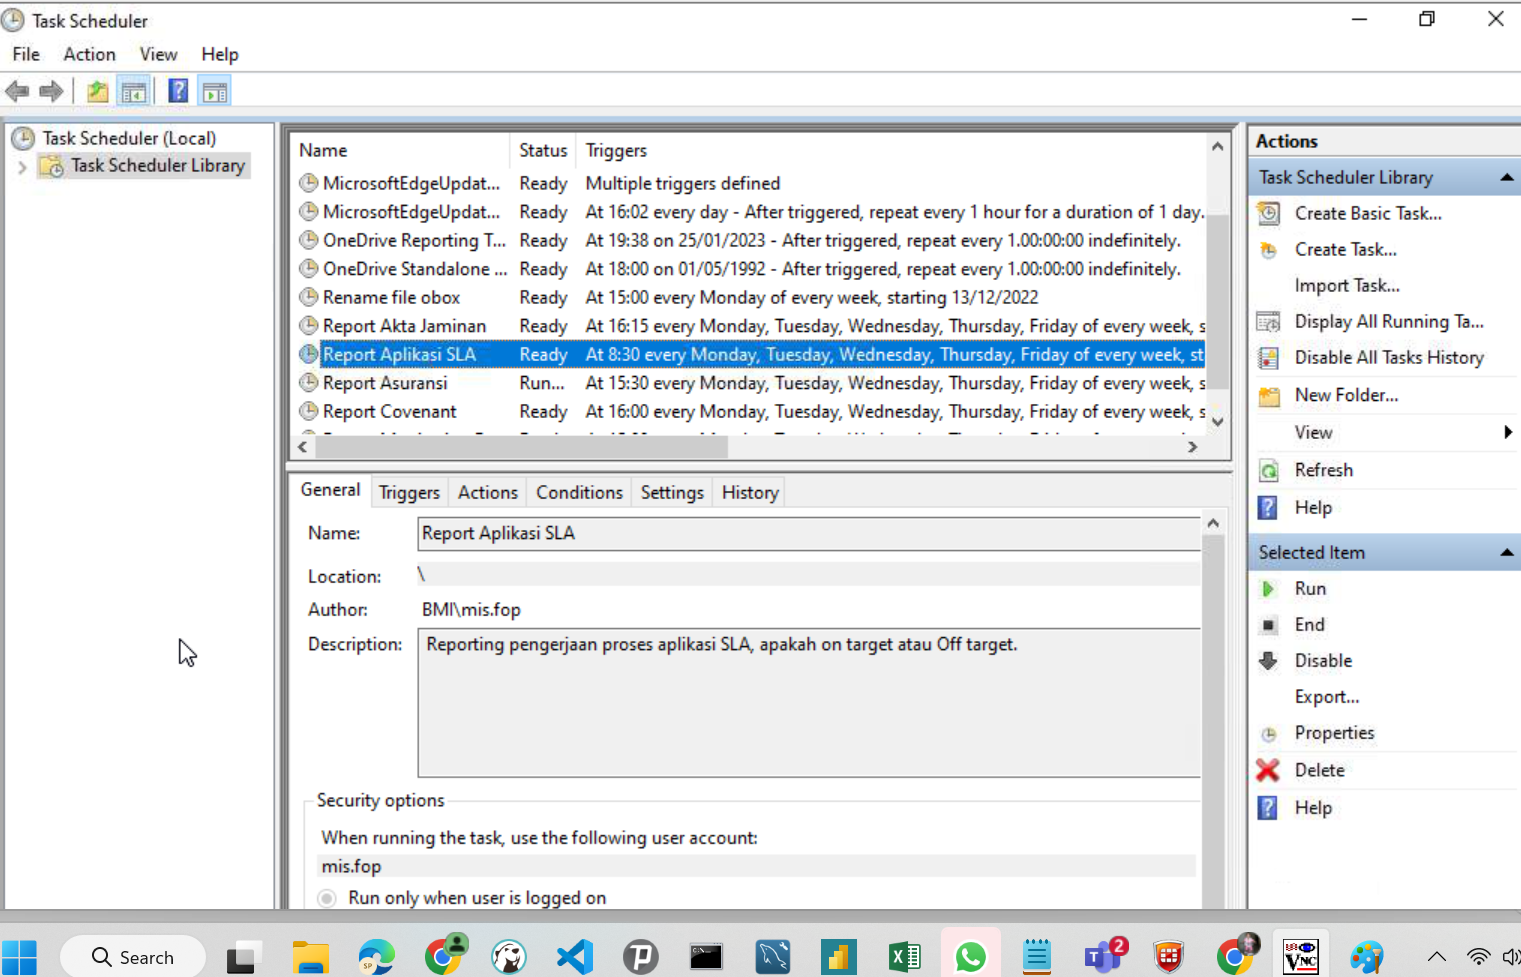 Task Scheduler
File Action View Help
Task Scheduler (Local)
Task Scheduler Library
Name Status Triggers
MicrosoftEdgeUpdat... Ready Multiple triggers defined
MicrosoftEdgeUpdat... Ready At 16:02 every day - After triggered, repeat every 1 hour for a duration of 1 day.
OneDrive Reporting T... Ready At 19:38 on 25/01/2023 - After triggered, repeat every 1.00:00:00 indefinitely.
OneDrive Standalone ... Ready At 18:00 on 01/05/1992 - After triggered, repeat every 1.00:00:00 indefinitely.
Rename file obox Ready At 15:00 every Monday of every week, starting 13/12/2022
Report Akta Jaminan Ready At 16:15 every Monday, Tuesday, Wednesday, Thursday, Friday of every week, s
Report Aplikasi SLA Ready At 8:30 every Monday, Tuesday, Wednesday, Thursday, Friday of every week, st
Report Asuransi Run... At 15:30 every Monday, Tuesday, Wednesday, Thursday, Friday of every week, s
Report Covenant Ready At 16:00 every Monday, Tuesday, Wednesday, Thursday, Friday of every week, s
General Triggers Actions Conditions Settings History
Name: Report Aplikasi SLA
Location: \
Author: BMI\mis.fop
Description: Reporting pengerjaan proses aplikasi SLA, apakah on target atau Off target.
Security options
When running the task, use the following user account:
mis.fop
Run only when user is logged on
Actions
Task Scheduler Library
Create Basic Task...
Create Task...
Import Task...
Display All Running Ta...
Disable All Tasks History
New Folder...
View
Refresh
Help
Selected Item
Run
End
Disable
Export...
Properties
Delete
Help
Search
2
VNC